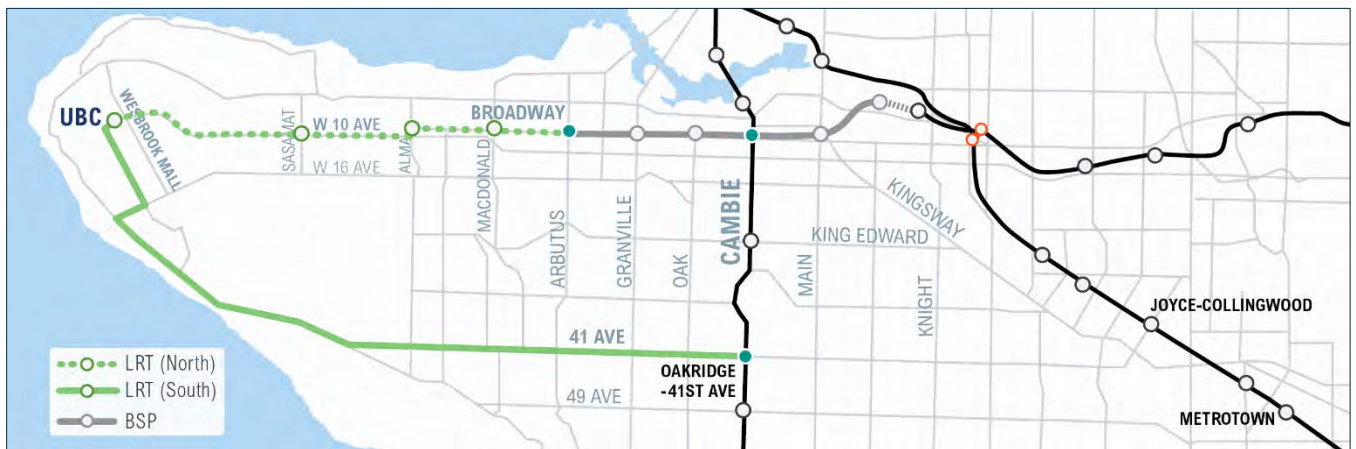 UBC
WESBROOK MALL
SASAMAT
W 10 AVE
W 16 AVE
ALMA
BROADWAY
MACDONALD
ARBUTUS
GRANVILLE
OAK
CAMBIE
MAIN
KING EDWARD
KINGSWAY
KNIGHT
JOYCE-COLLINGWOOD
METROTOWN
41 AVE
OAKRIDGE
-41ST AVE
49 AVE
LRT (North)
LRT (South)
BSP